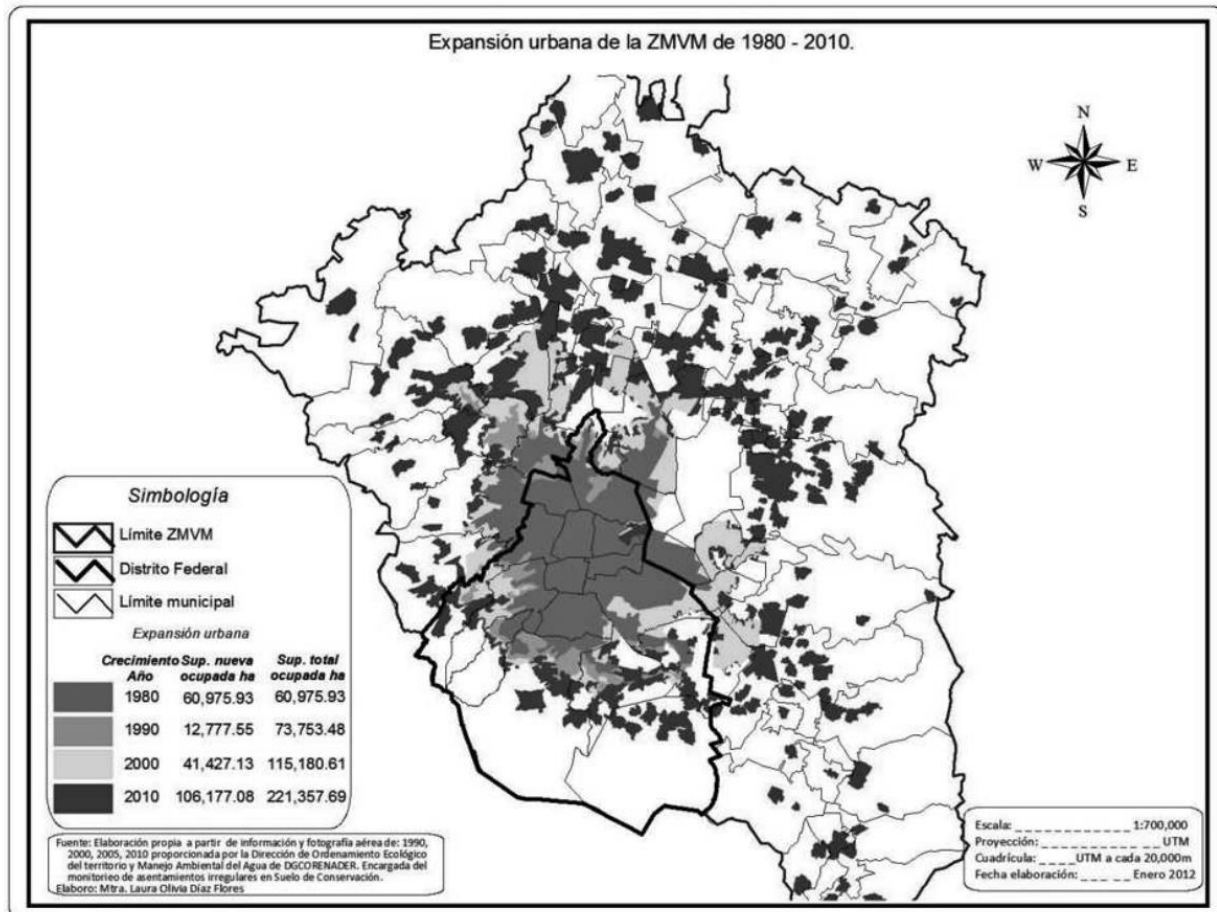 Expansión urbana de la ZMVM de 1980 - 2010.
N
W E
S
Simbología
Límite ZMVM
Distrito Federal
Límite municipal
Expansión urbana
Crecimiento Sup. nueva Sup. total
Año ocupada ha ocupada ha
1980 60,975.93 60,975.93
1990 12,777.55 73,753.48
2000 41,427.13 115,180.61
2010 106,177.08 221,357.69
Fuente: Elaboración propia a partir de información y fotografía aérea de: 1990,
2000, 2005, 2010 proporcionada por la Dirección de Ordenamiento Ecológico
del territorio y Manejo Ambiental del Agua de DGCORENADER. Encargada del
monitorieo de asentamientos irregulares en Suelo de Conservación.
Elaboro: Mtra. Laura Olivia Díaz Flores
Escala: _ _ _ _ _ _ _ _ _ _ 1:700,000
Proyección: _ _ _ _ _ _ _ _ _ _ UTM
Cuadrícula: _ _ _ _ UTM a cada 20,000m
Fecha elaboración: _ _ _ _ _ Enero 2012